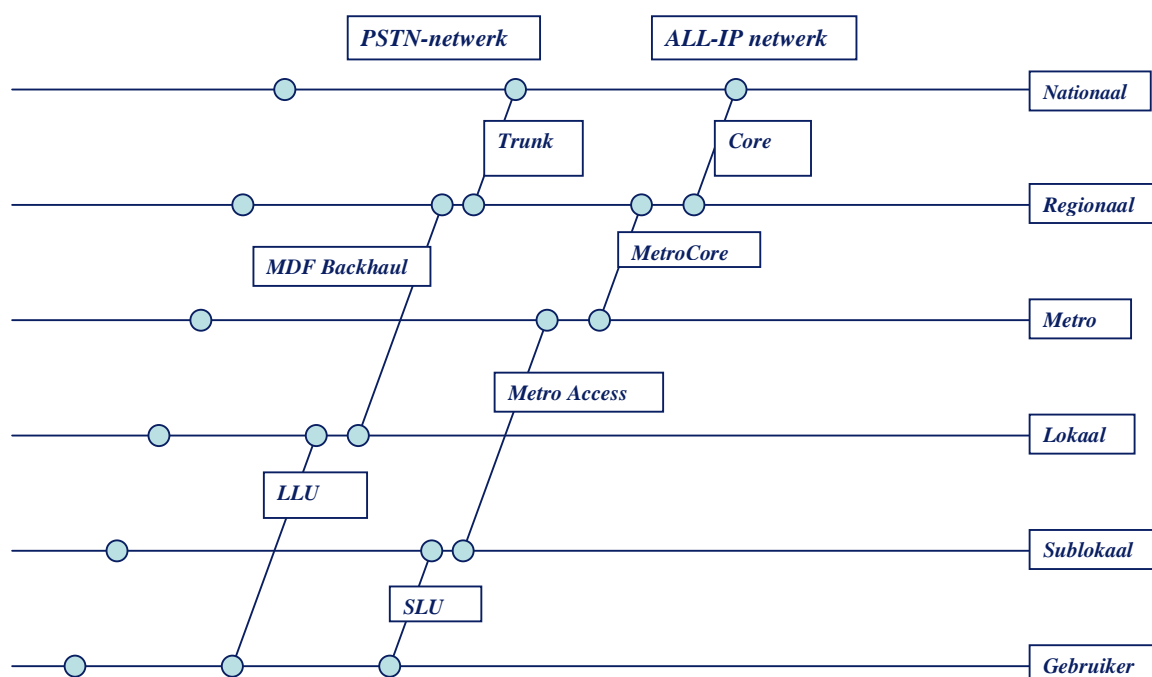 PSTN-netwerk
ALL-IP netwerk
Nationaal
Trunk
Core
Regionaal
MetroCore
MDF Backhaul
Metro
Metro Access
Lokaal
LLU
Sublokaal
SLU
Gebruiker